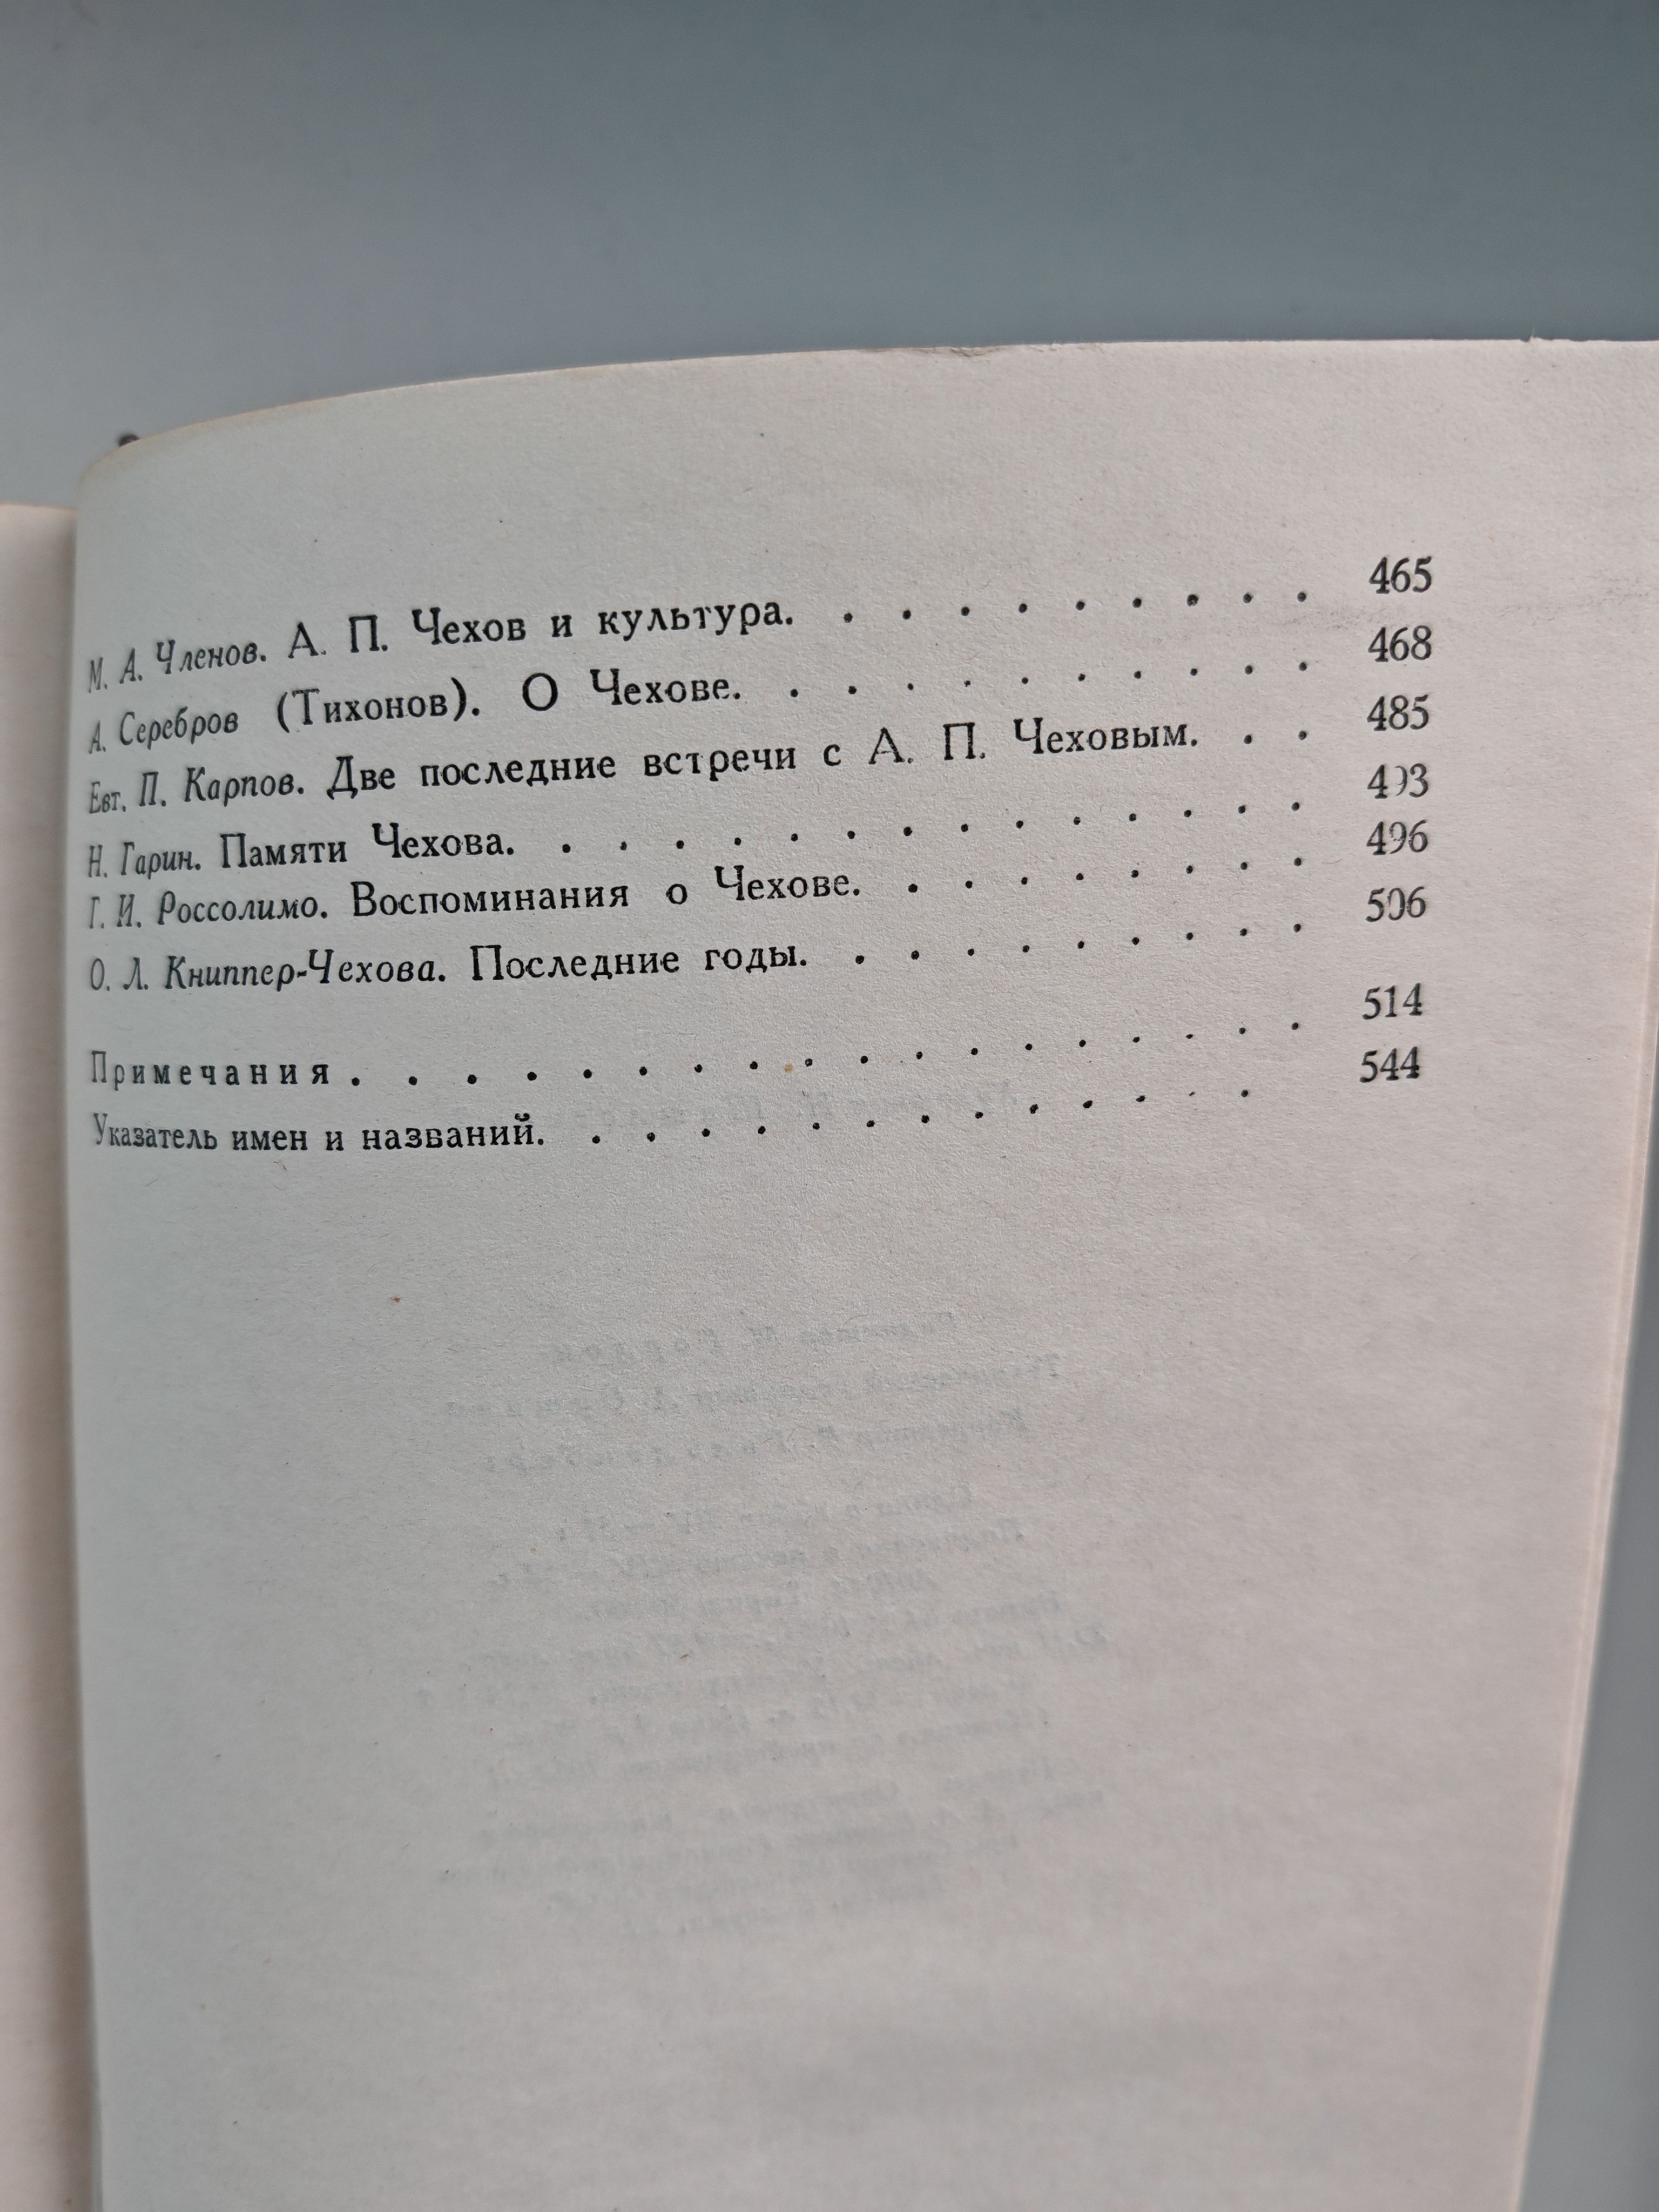 М. А. Членов. А. П. Чехов и культура. . . . . . . . . . 465
А. Серебров (Тихонов). О Чехове. . . . . . . . . . . 468
Евт. П. Карпов. Две последние встречи с А. П. Чеховым. . . 485
Н. Гарин. Памяти Чехова. . . . . . . . . . . . . . . 493
Г. И. Россолимо. Воспоминания о Чехове. . . . . . . . . 496
О. Л. Книппер-Чехова. Последние годы. . . . . . . . . . 506
Примечания . . . . . . . . . . . . . . . . . . 514
Указатель имен и названий. . . . . . . . . . . . . . 544